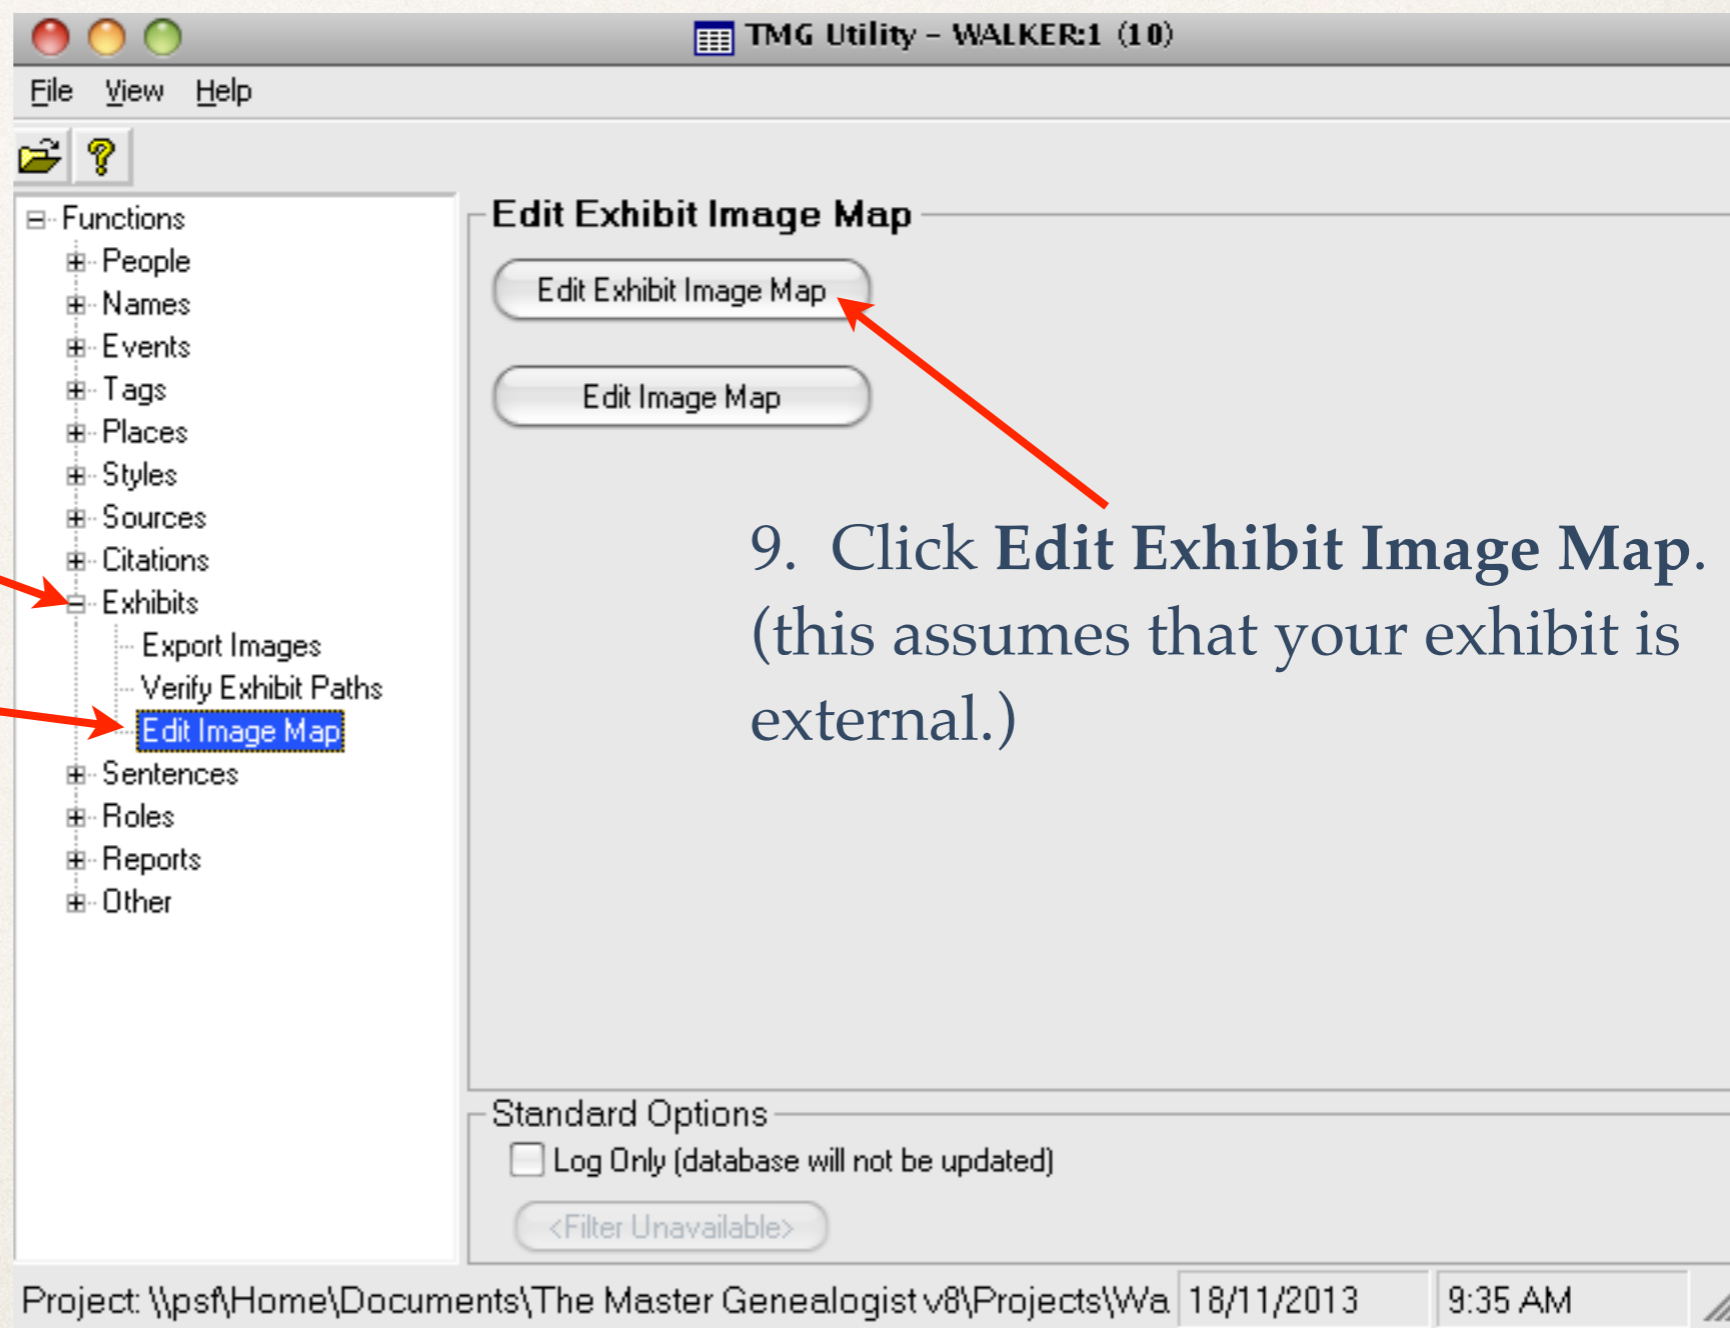 TMG Utility - WALKER:1 (10)
File View Help
Functions
People
Names
Events
Tags
Places
Styles
Sources
Citations
Exhibits
Export Images
Verify Exhibit Paths
Edit Image Map
Sentences
Roles
Reports
Other
Edit Exhibit Image Map
Edit Exhibit Image Map
Edit Image Map
9. Click Edit Exhibit Image Map.
(this assumes that your exhibit is
external.)
Standard Options
Log Only (database will not be updated)
<Filter Unavailable>
Project: \\psf\Home\Documents\The Master Genealogist v8\Projects\Wa 18/11/2013 9:35 AM